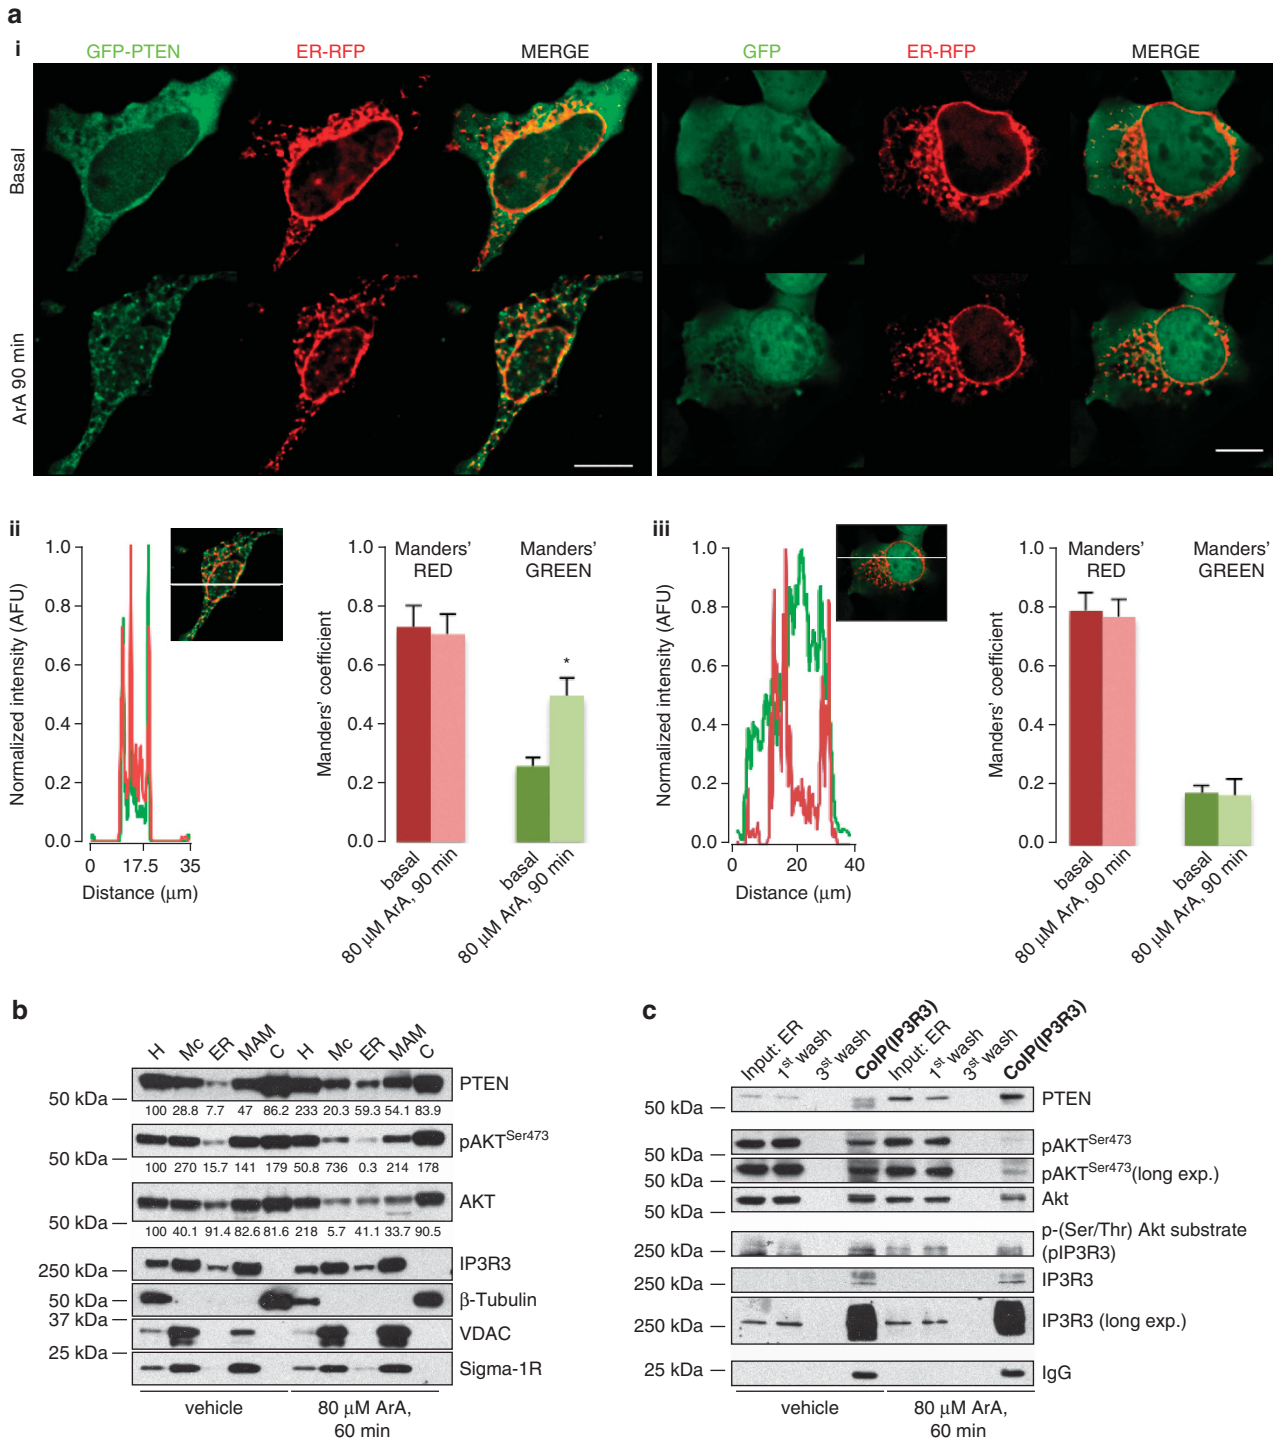 a
i
GFP-PTEN ER-RFP MERGE GFP ER-RFP MERGE
Basal
ArA 90 min
ii
Normalized intensity (AFU)
1.0
0.8
0.6
0.4
0.2
0.0
0 17.5 35
Distance (μm)
Manders' coefficient
1.0
0.8
0.6
0.4
0.2
0.0
Manders' RED
Manders' GREEN
*
basal
80 μM ArA, 90 min
basal
80 μM ArA, 90 min
iii
Normalized intensity (AFU)
1.0
0.8
0.6
0.4
0.2
0.0
0 20 40
Distance (μm)
Manders' coefficient
1.0
0.8
0.6
0.4
0.2
0.0
Manders' RED
Manders' GREEN
basal
80 μM ArA, 90 min
basal
80 μM ArA, 90 min
b
H Mc ER MAM C H Mc ER MAM C
50 kDa PTEN
100 28.8 7.7 47 86.2 233 20.3 59.3 54.1 83.9
50 kDa pAKTSer473
100 270 15.7 141 179 50.8 736 0.3 214 178
50 kDa AKT
100 40.1 91.4 82.6 81.6 218 5.7 41.1 33.7 90.5
250 kDa IP3R3
50 kDa β-Tubulin
37 kDa
VDAC
25 kDa
Sigma-1R
vehicle 80 μM ArA,
60 min
c
Input: ER 1st wash 3st wash CoIP(IP3R3) Input: ER 1st wash 3st wash CoIP(IP3R3)
50 kDa PTEN
50 kDa pAKTSer473
50 kDa pAKTSer473(long exp.)
50 kDa Akt
250 kDa p-(Ser/Thr) Akt substrate
(pIP3R3)
250 kDa IP3R3
250 kDa IP3R3 (long exp.)
25 kDa IgG
vehicle 80 μM ArA,
60 min